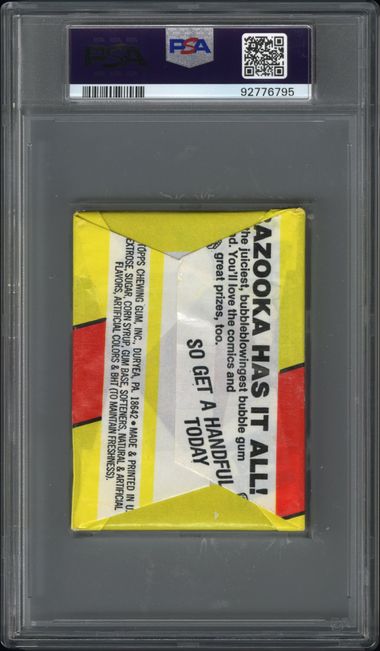 PSA
PSA
92776795
BAZOOKA HAS IT ALL!
the juiciest, bubbleblowingest bubble gum
d. You'll love the comics and
great prizes, too.
SO GET A HANDFUL
TODAY
TOPPS CHEWING GUM, INC., DURYEA, PA. 18642 • MADE & PRINTED IN U
EXTROSE, SUGAR, CORN SYRUP, GUM BASE, SOFTENERS, NATURAL & ARTIFICIAL
FLAVORS, ARTIFICIAL COLORS & BHT (TO MAINTAIN FRESHNESS).